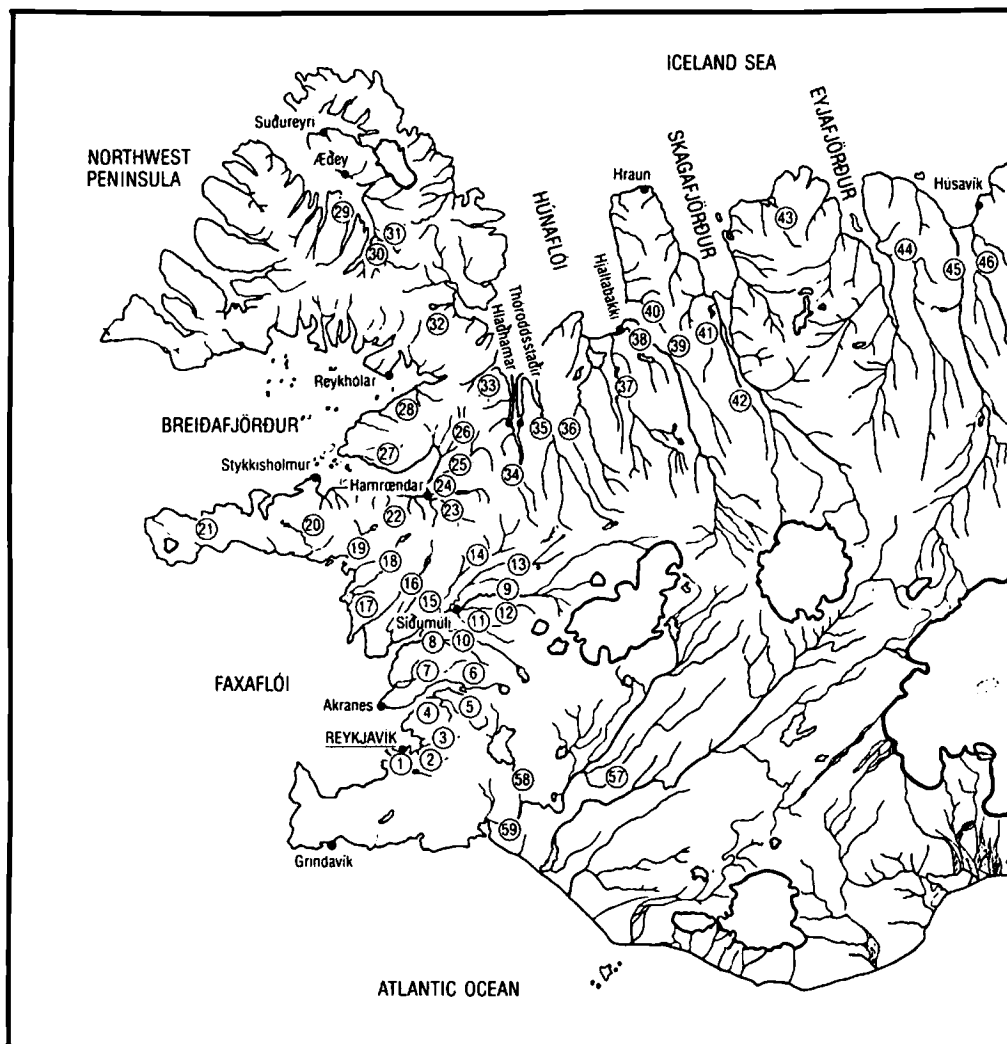 ICELAND SEA
EYJAFJÖRÐUR
SKAGAFJÖRÐUR
HÚNAFLÓI
NORTHWEST
PENINSULA
Suðureyri
Æðey
Hraun
Húsavík
43
29
31
30
44
45
46
Hjaltabakki
Thóroddsstaðir
Hlaðhamar
32
40
38
39
41
Reykhólar
33
37
42
28
BREIÐAFJÖRÐUR
26
35
36
27
25
34
Stykkisholmur
Hamrœndar
24
23
22
21
20
19
18
14
13
16
9
17
15
12
Síðumúli
11
8
10
7
6
FAXAFLÓI
Akranes
5
4
3
REYKJAVÍK
1
2
58
57
59
Grindavík
ATLANTIC OCEAN